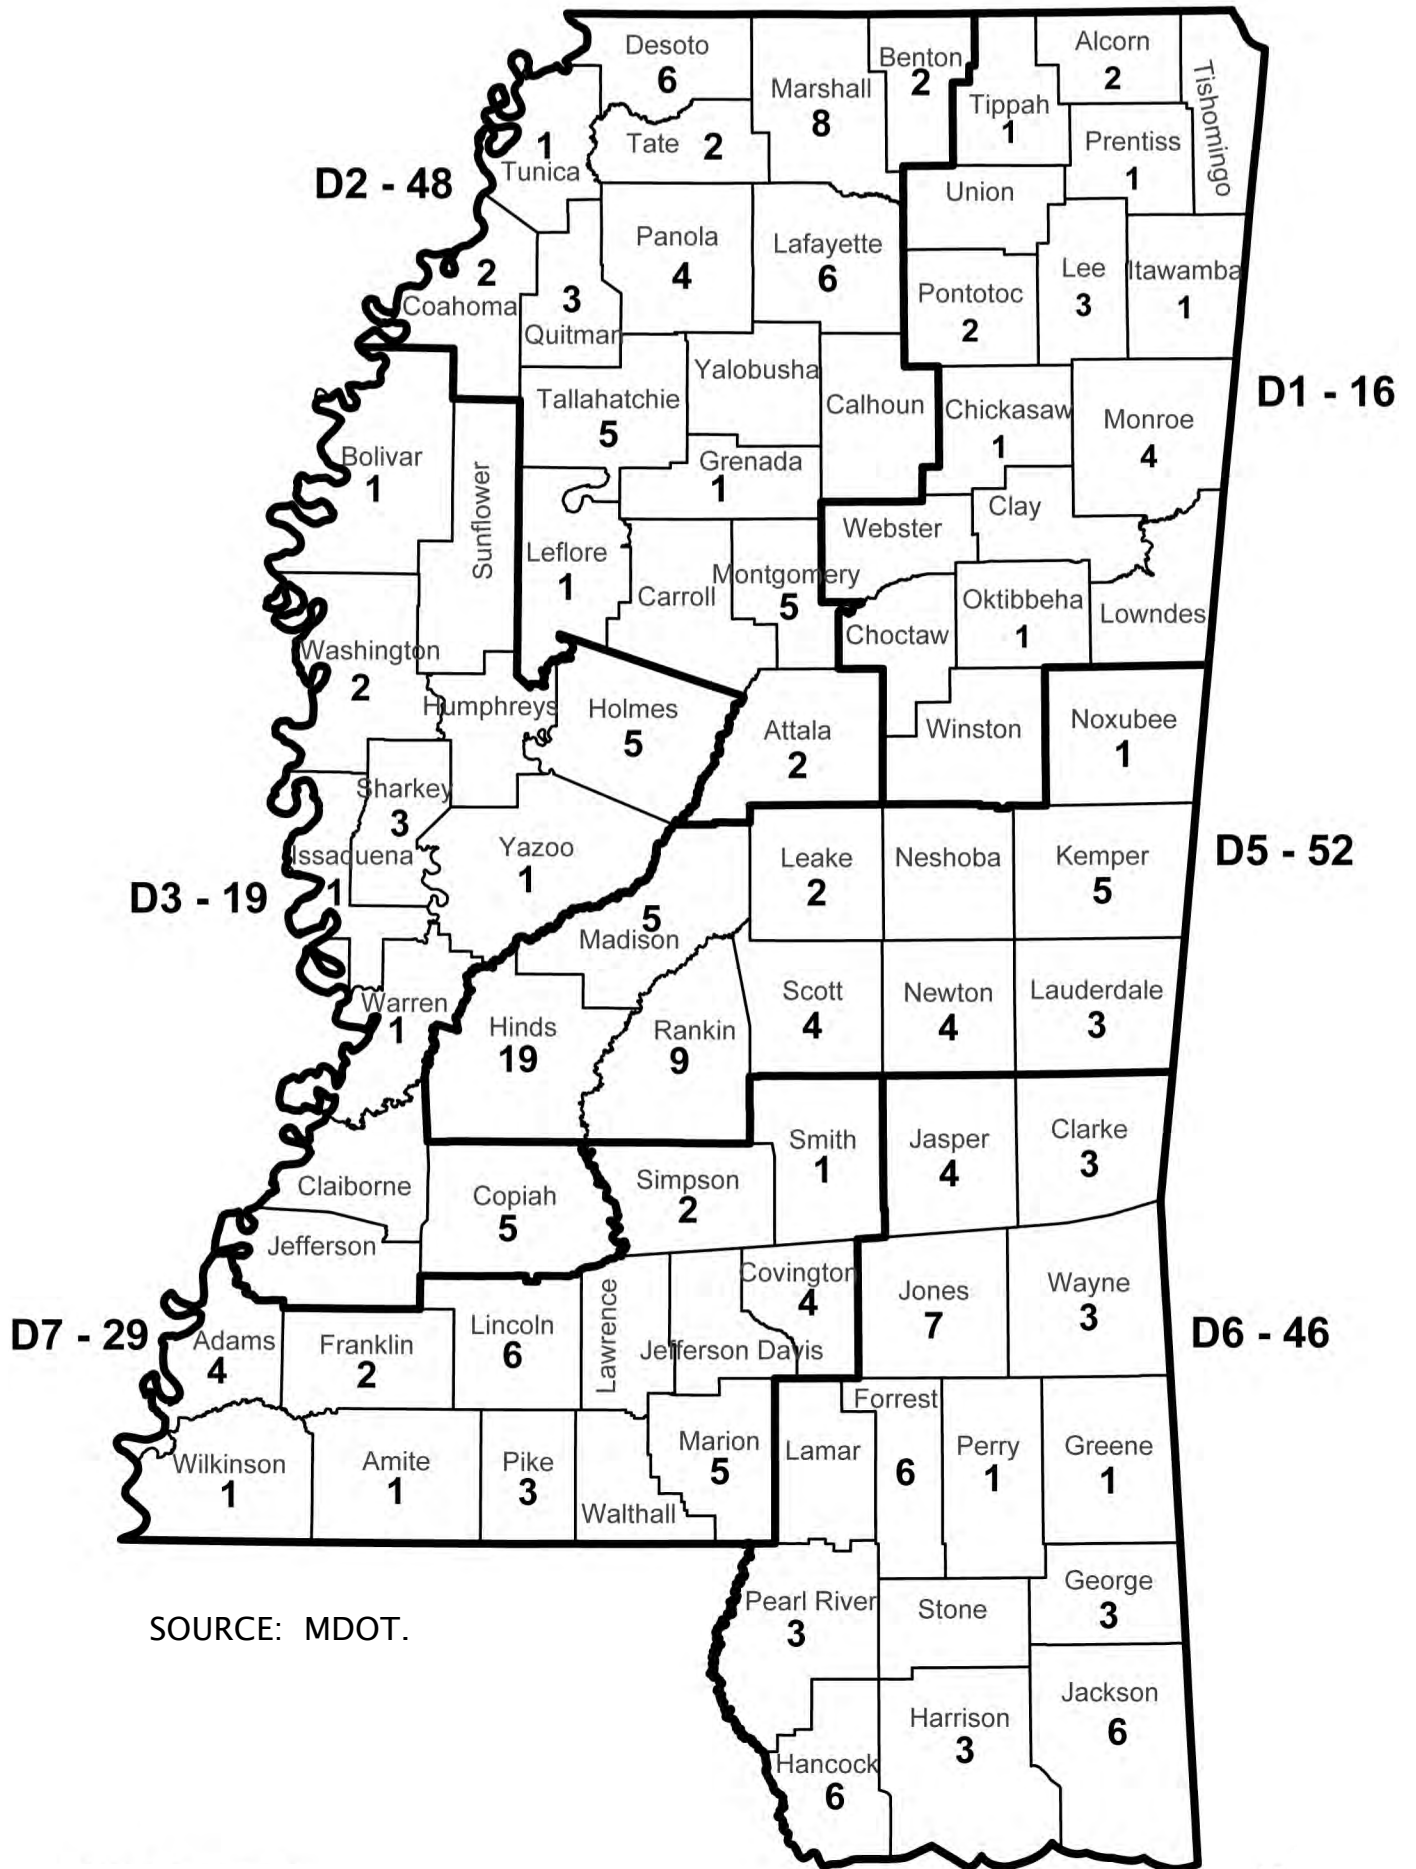 Desoto
6
Marshall
8
Benton
2
Tippah
1
Alcorn
2
Tishomingo
Prentiss
1
1
Tunica
Tate 2
D2 - 48
Union
Panola
4
Lafayette
6
2
Coahoma
3
Quitman
Pontotoc
2
Lee
3
Itawamba
1
Tallahatchie
5
Yalobusha
Calhoun
Chickasaw
1
Monroe
4
D1 - 16
Bolivar
1
Sunflower
Grenada
1
Webster
Clay
Leflore
1
Carroll
Montgomery
5
Choctaw
Oktibbeha
1
Lowndes
Washington
2
Humphreys
Holmes
5
Attala
2
Winston
Noxubee
1
Sharkey
3
Issaquena
1
Yazoo
1
D3 - 19
Leake
2
Neshoba
Kemper
5
D5 - 52
5
Madison
Warren
1
Hinds
19
Rankin
9
Scott
4
Newton
4
Lauderdale
3
Claiborne
Copiah
5
Simpson
2
Smith
1
Jasper
4
Clarke
3
Jefferson
Covington
4
Jones
7
Wayne
3
D7 - 29
Adams
4
Franklin
2
Lincoln
6
Lawrence
Jefferson Davis
D6 - 46
Wilkinson
1
Amite
1
Pike
3
Walthall
Marion
5
Lamar
Forrest
6
Perry
1
Greene
1
Pearl River
3
Stone
George
3
SOURCE: MDOT.
Hancock
6
Harrison
3
Jackson
6